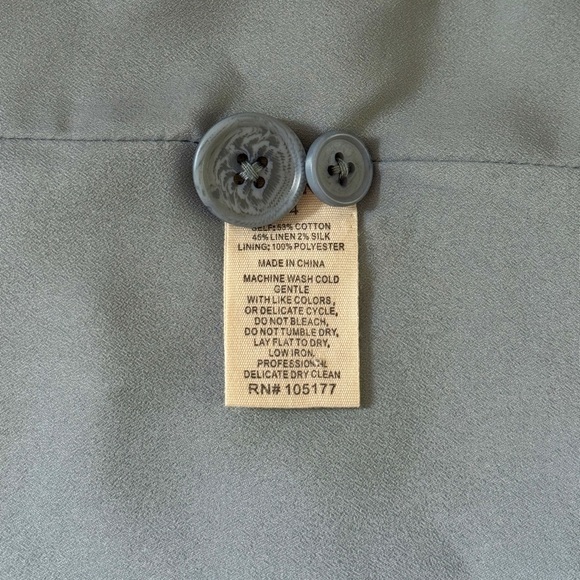 4
SELF: 53% COTTON
45% LINEN 2% SILK
LINING; 100% POLYESTER
MADE IN CHINA
MACHINE WASH COLD
GENTLE
WITH LIKE COLORS,
OR DELICATE CYCLE,
DO NOT BLEACH,
DO NOT TUMBLE DRY,
LAY FLAT TO DRY,
LOW IRON.
PROFESSIONAL
DELICATE DRY CLEAN
RN# 105177